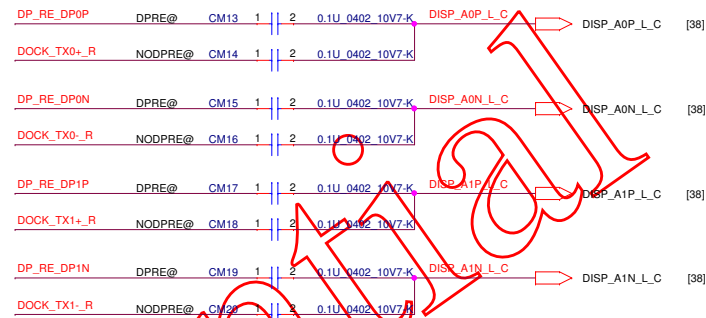 DP_RE_DP0P DPRE@ CM13 1 2 0.1U_0402_10V7-K DISP_A0P_L_C DISP_A0P_L_C [38]
DOCK_TX0+_R NODPRE@ CM14 1 2 0.1U_0402_10V7-K
DP_RE_DP0N DPRE@ CM15 1 2 0.1U_0402_10V7-K DISP_A0N_L_C DISP_A0N_L_C [38]
DOCK_TX0-_R NODPRE@ CM16 1 2 0.1U_0402_10V7-K
DP_RE_DP1P DPRE@ CM17 1 2 0.1U_0402_10V7-K DISP_A1P_L_C DISP_A1P_L_C [38]
DOCK_TX1+_R NODPRE@ CM18 1 2 0.1U_0402_10V7-K
DP_RE_DP1N DPRE@ CM19 1 2 0.1U_0402_10V7-K DISP_A1N_L_C DISP_A1N_L_C [38]
DOCK_TX1-_R NODPRE@ CM20 1 2 0.1U_0402_10V7-K
tial